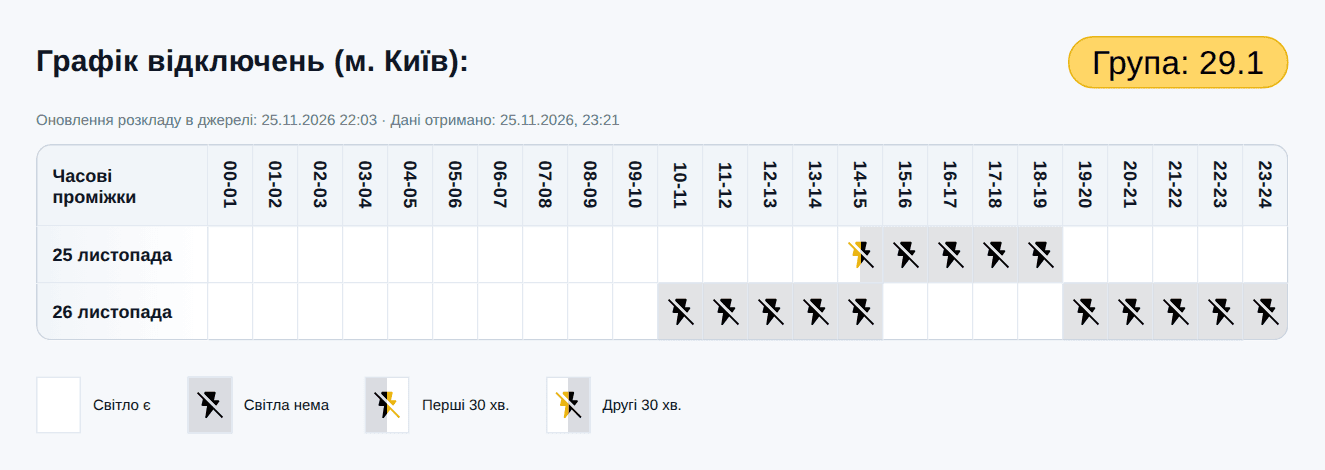 Графік відключень (м. Київ):
Група: 29.1
Оновлення розкладу в джерелі: 25.11.2026 22:03 · Дані отримано: 25.11.2026, 23:21
Часові
проміжки
00-01
01-02
02-03
03-04
04-05
05-06
06-07
07-08
08-09
09-10
10-11
11-12
12-13
13-14
14-15
15-16
16-17
17-18
18-19
19-20
20-21
21-22
22-23
23-24
25 листопада
26 листопада
Світло є
Світла нема
Перші 30 хв.
Другі 30 хв.